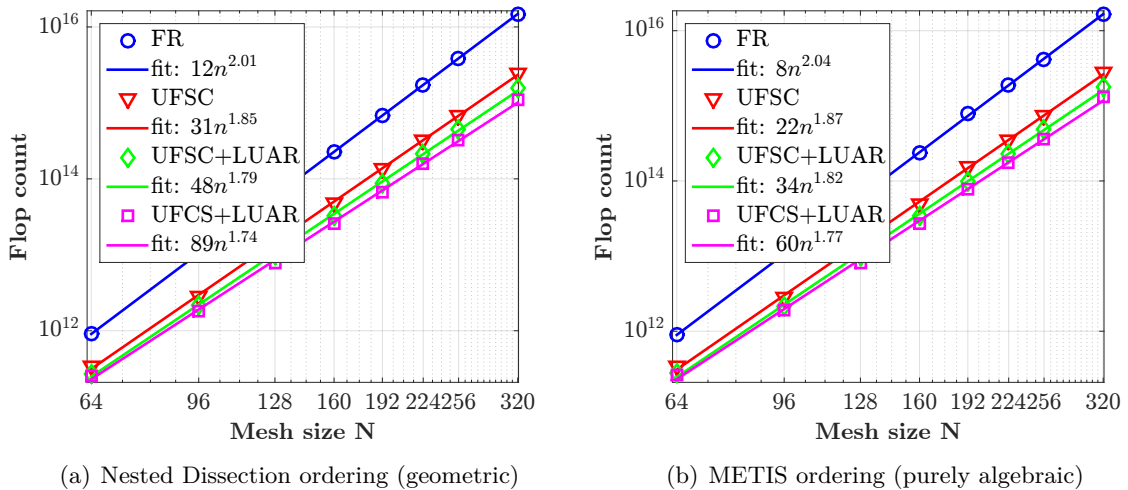 10^16
10^14
10^12
Flop count
FR
fit: 12n^2.01
UFSC
fit: 31n^1.85
UFSC+LUAR
fit: 48n^1.79
UFCS+LUAR
fit: 89n^1.74
64 96 128 160 192 224 256 320
Mesh size N
(a) Nested Dissection ordering (geometric)
10^16
10^14
10^12
Flop count
FR
fit: 8n^2.04
UFSC
fit: 22n^1.87
UFSC+LUAR
fit: 34n^1.82
UFCS+LUAR
fit: 60n^1.77
64 96 128 160 192 224 256 320
Mesh size N
(b) METIS ordering (purely algebraic)